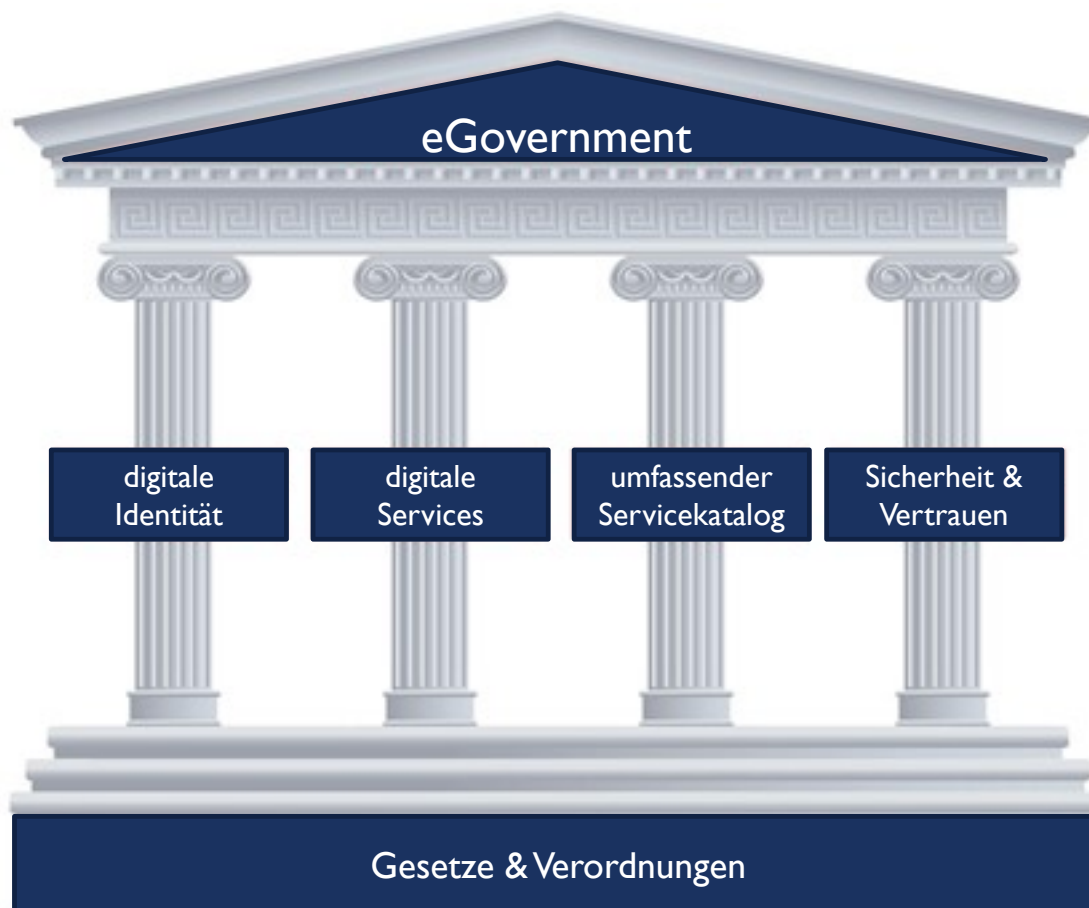 eGovernment
digitale
Identität
digitale
Services
umfassender
Servicekatalog
Sicherheit &
Vertrauen
Gesetze & Verordnungen